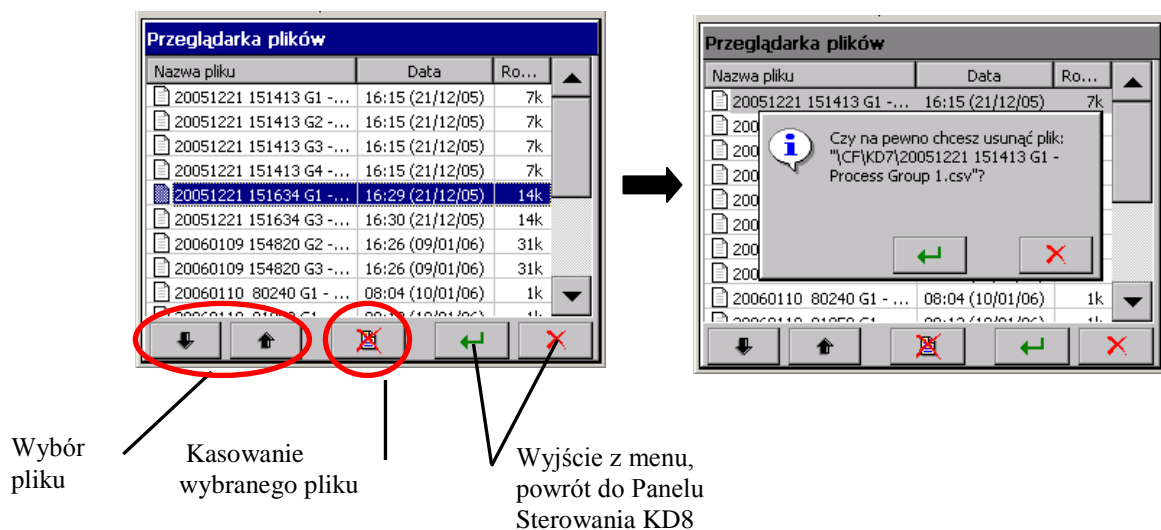 Przeglądarka plików
Nazwa pliku Data Ro...
20051221 151413 G1 -... 16:15 (21/12/05) 7k
20051221 151413 G2 -... 16:15 (21/12/05) 7k
20051221 151413 G3 -... 16:15 (21/12/05) 7k
20051221 151413 G4 -... 16:15 (21/12/05) 7k
20051221 151634 G1 -... 16:29 (21/12/05) 14k
20051221 151634 G3 -... 16:30 (21/12/05) 14k
20060109 154820 G2 -... 16:26 (09/01/06) 31k
20060109 154820 G3 -... 16:26 (09/01/06) 31k
20060110 80240 G1 - ... 08:04 (10/01/06) 1k
Wybór
pliku
Kasowanie
wybranego pliku
Wyjście z menu,
powrót do Panelu
Sterowania KD8
Przeglądarka plików
Nazwa pliku Data Ro...
20051221 151413 G1 -... 16:15 (21/12/05) 7k
200
200
200
200
200
200
200
Czy na pewno chcesz usunąć plik:
"\CF\KD7\20051221 151413 G1 -
Process Group 1.csv"?
20060110 80240 G1 - ... 08:04 (10/01/06) 1k